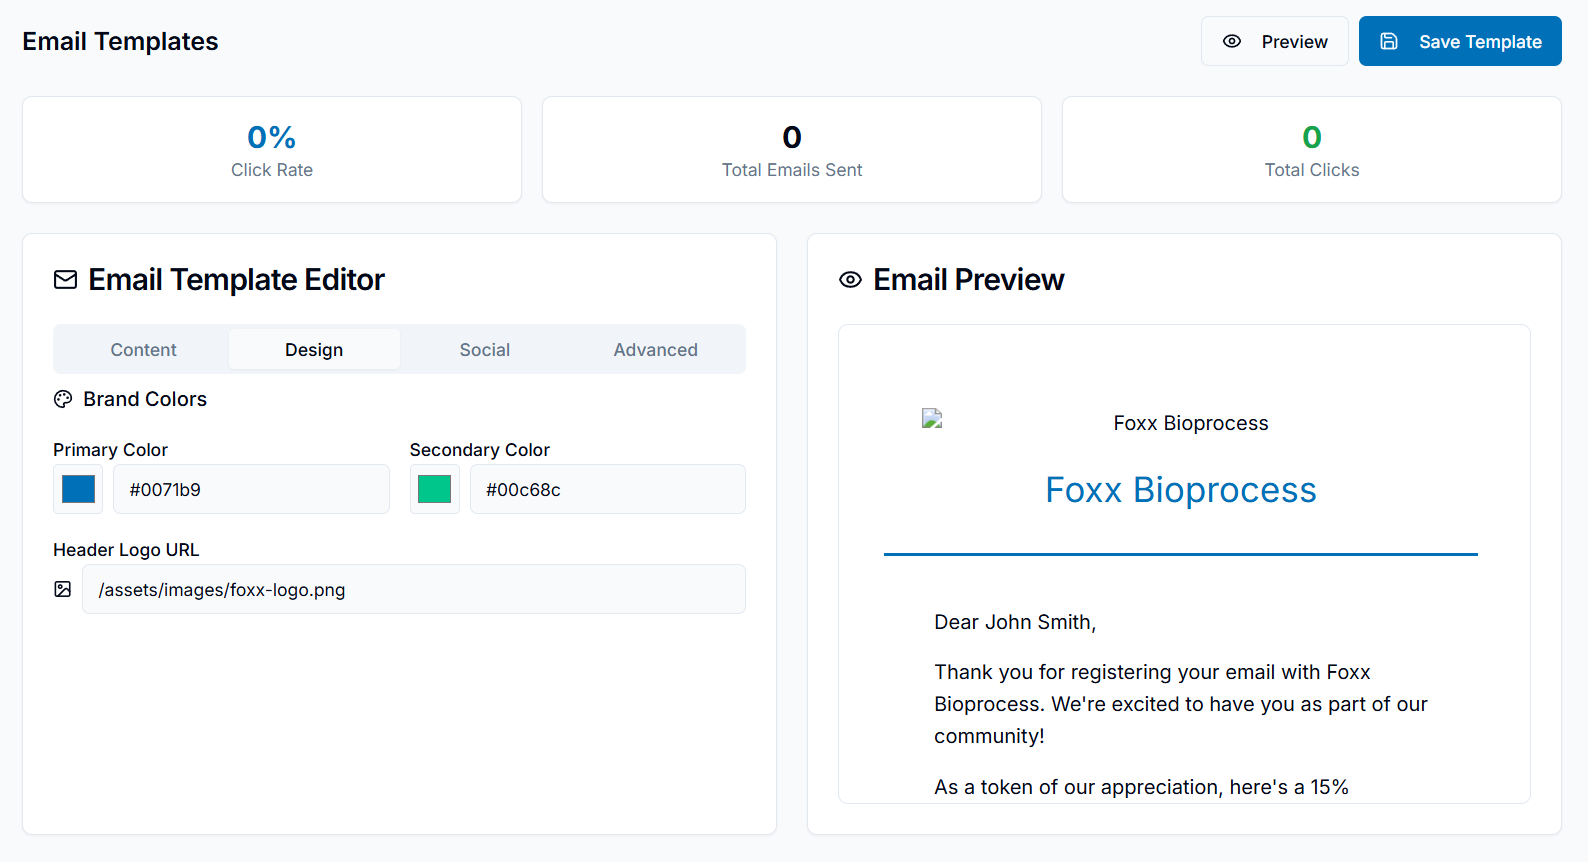 Email Templates
Preview
Save Template
0%
Click Rate
0
Total Emails Sent
0
Total Clicks
Email Template Editor
Content
Design
Social
Advanced
Brand Colors
Primary Color
Secondary Color
#0071b9
#00c68c
Header Logo URL
/assets/images/foxx-logo.png
Email Preview
Foxx Bioprocess
Foxx Bioprocess
Dear John Smith,
Thank you for registering your email with Foxx
Bioprocess. We're excited to have you as part of our
community!
As a token of our appreciation, here's a 15%